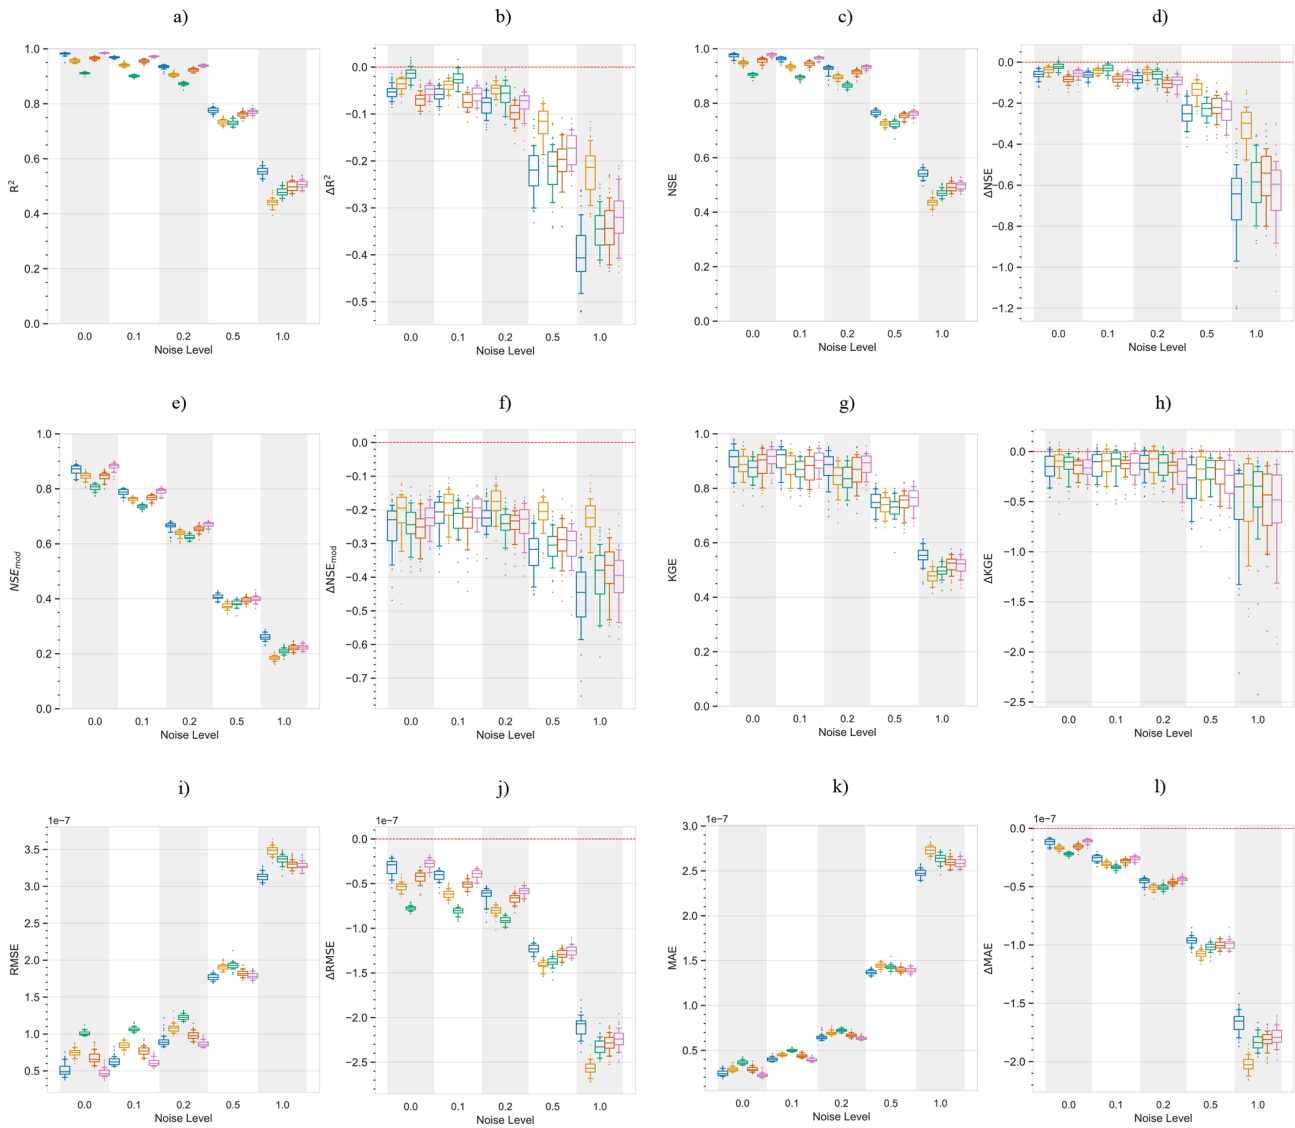 a)
1.0
0.8
0.6
0.4
0.2
0.0
R²
0.0 0.1 0.2 0.5 1.0
Noise Level
b)
0.0
−0.1
−0.2
−0.3
−0.4
−0.5
ΔR²
0.0 0.1 0.2 0.5 1.0
Noise Level
c)
1.0
0.8
0.6
0.4
0.2
0.0
NSE
0.0 0.1 0.2 0.5 1.0
Noise Level
d)
0.0
−0.2
−0.4
−0.6
−0.8
−1.0
−1.2
ΔNSE
0.0 0.1 0.2 0.5 1.0
Noise Level
e)
1.0
0.8
0.6
0.4
0.2
0.0
NSEmod
0.0 0.1 0.2 0.5 1.0
Noise Level
f)
0.0
−0.1
−0.2
−0.3
−0.4
−0.5
−0.6
−0.7
ΔNSEmod
0.0 0.1 0.2 0.5 1.0
Noise Level
g)
1.0
0.8
0.6
0.4
0.2
0.0
KGE
0.0 0.1 0.2 0.5 1.0
Noise Level
h)
0.0
−0.5
−1.0
−1.5
−2.0
−2.5
ΔKGE
0.0 0.1 0.2 0.5 1.0
Noise Level
i)
1e−7
3.5
3.0
2.5
2.0
1.5
1.0
0.5
RMSE
0.0 0.1 0.2 0.5 1.0
Noise Level
j)
1e−7
0.0
−0.5
−1.0
−1.5
−2.0
−2.5
ΔRMSE
0.0 0.1 0.2 0.5 1.0
Noise Level
k)
1e−7
3.0
2.5
2.0
1.5
1.0
0.5
MAE
0.0 0.1 0.2 0.5 1.0
Noise Level
l)
1e−7
0.0
−0.5
−1.0
−1.5
−2.0
ΔMAE
0.0 0.1 0.2 0.5 1.0
Noise Level